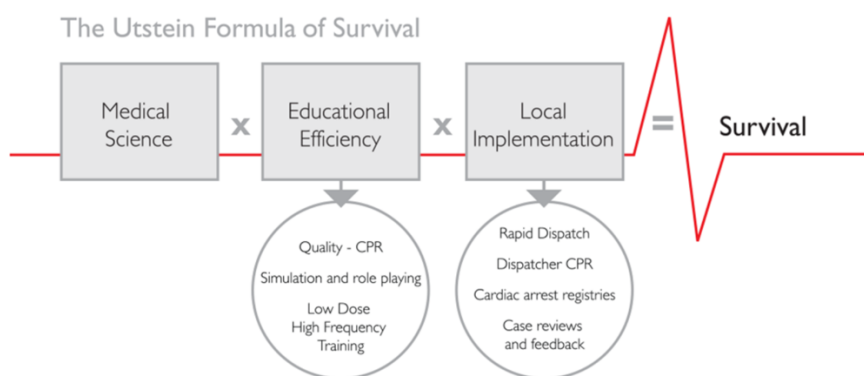 The Utstein Formula of Survival
Medical
Science
x
Educational
Efficiency
x
Local
Implementation
=
Survival
Quality - CPR
Simulation and role playing
Low Dose
High Frequency
Training
Rapid Dispatch
Dispatcher CPR
Cardiac arrest registries
Case reviews
and feedback